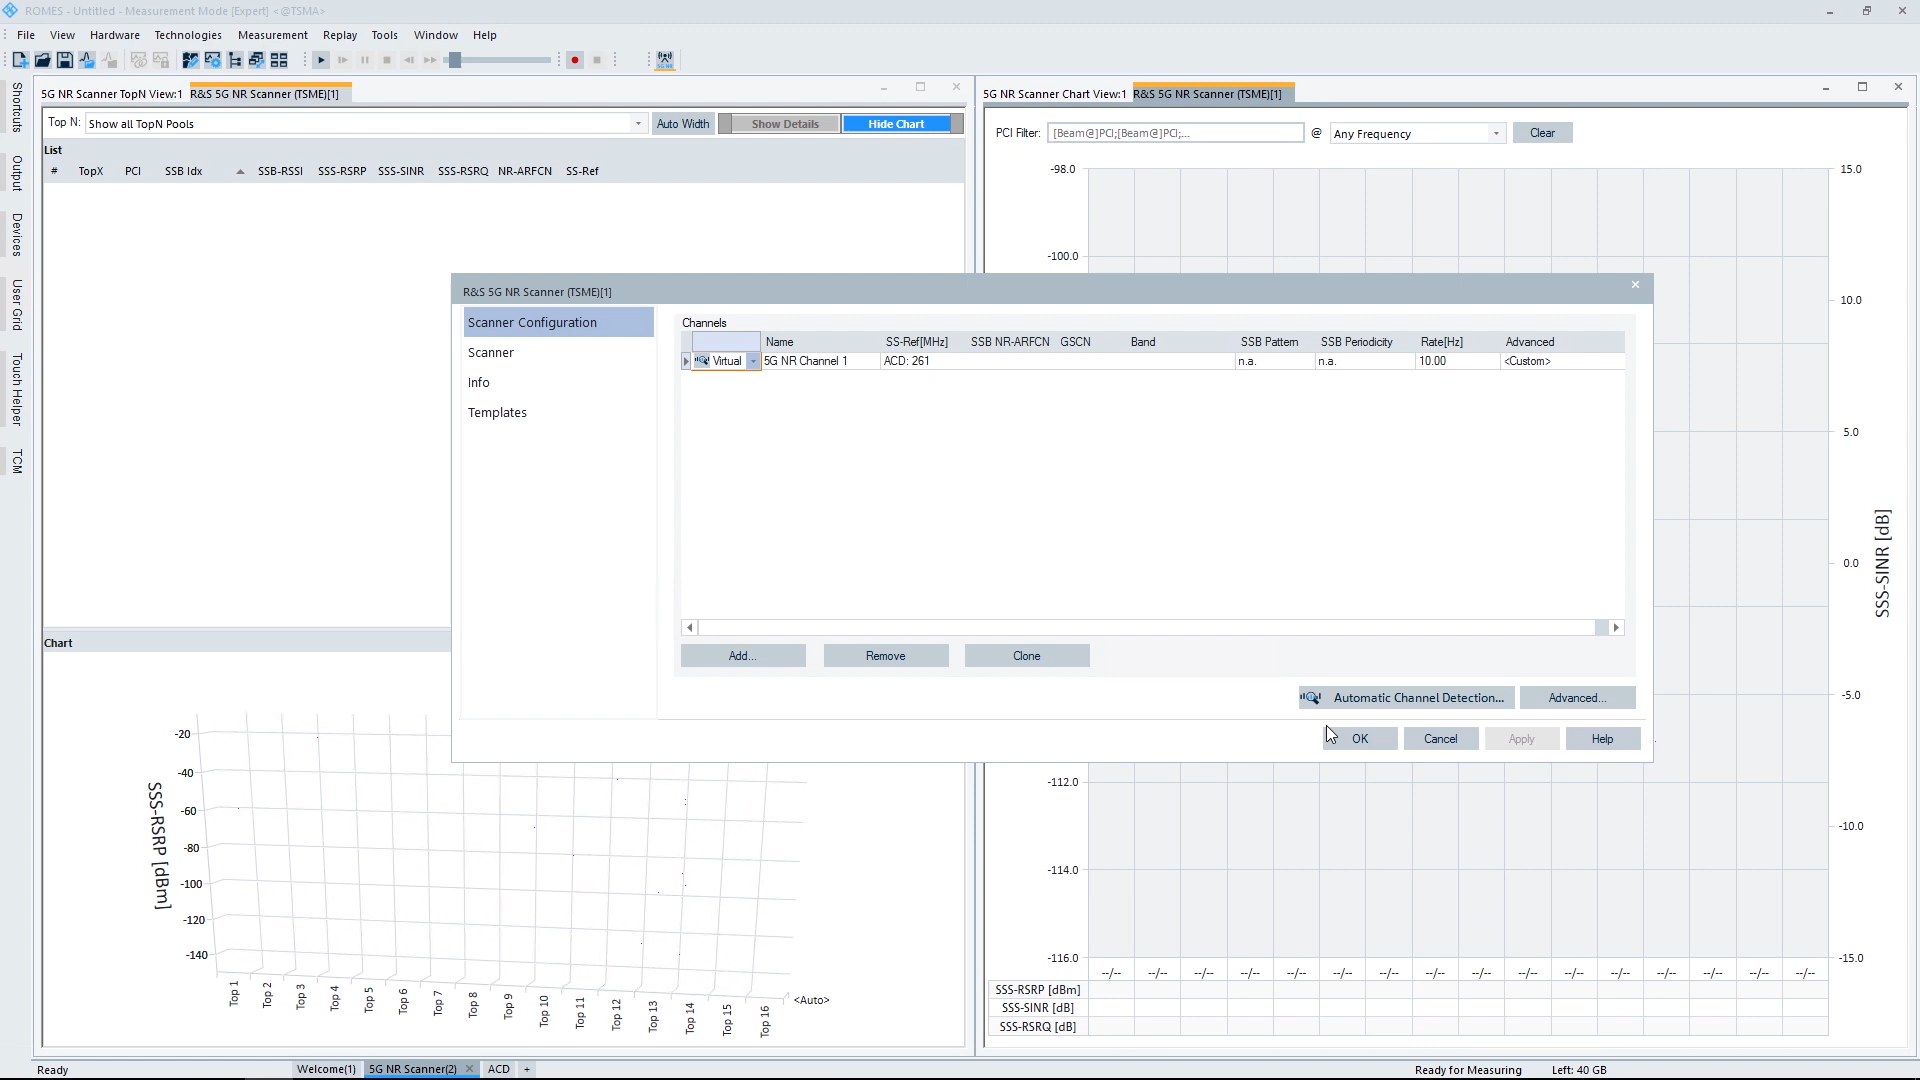 ROMES - Untitled - Measurement Mode [Expert] <@TSMA>
File View Hardware Technologies Measurement Replay Tools Window Help
Shortcuts
Output
Devices
User Grid
Touch Helper
TCM
5G NR Scanner TopN View:1 R&S 5G NR Scanner (TSME)[1]
Top N: Show all TopN Pools Auto Width Show Details Hide Chart
List
# TopX PCI SSB Idx SSB-RSSI SSS-RSRP SSS-SINR SSS-RSRQ NR-ARFCN SS-Ref
Chart
SSS-RSRP [dBm]
-20
-40
-60
-80
-100
-120
-140
Top 1 Top 2 Top 3 Top 4 Top 5 Top 6 Top 7 Top 8 Top 9 Top 10 Top 11 Top 12 Top 13 Top 14 Top 15 Top 16
<Auto>
5G NR Scanner Chart View:1 R&S 5G NR Scanner (TSME)[1]
PCI Filter: [Beam@]PCI;[Beam@]PCI;... @ Any Frequency Clear
-98.0
-100.0
-112.0
-114.0
-116.0
15.0
10.0
5.0
0.0
-5.0
-10.0
-15.0
SSS-SINR [dB]
--/-- --/-- --/-- --/-- --/-- --/-- --/-- --/-- --/-- --/-- --/-- --/-- --/-- --/-- --/-- --/--
SSS-RSRP [dBm]
SSS-SINR [dB]
SSS-RSRQ [dB]
R&S 5G NR Scanner (TSME)[1]
Scanner Configuration
Scanner
Info
Templates
Channels
Name SS-Ref[MHz] SSB NR-ARFCN GSCN Band SSB Pattern SSB Periodicity Rate[Hz] Advanced
Virtual 5G NR Channel 1 ACD: 261 n.a. n.a. 10.00 <Custom>
Add... Remove Clone
Automatic Channel Detection... Advanced...
OK Cancel Apply Help
Ready Welcome(1) 5G NR Scanner(2) ACD + Ready for Measuring Left: 40 GB